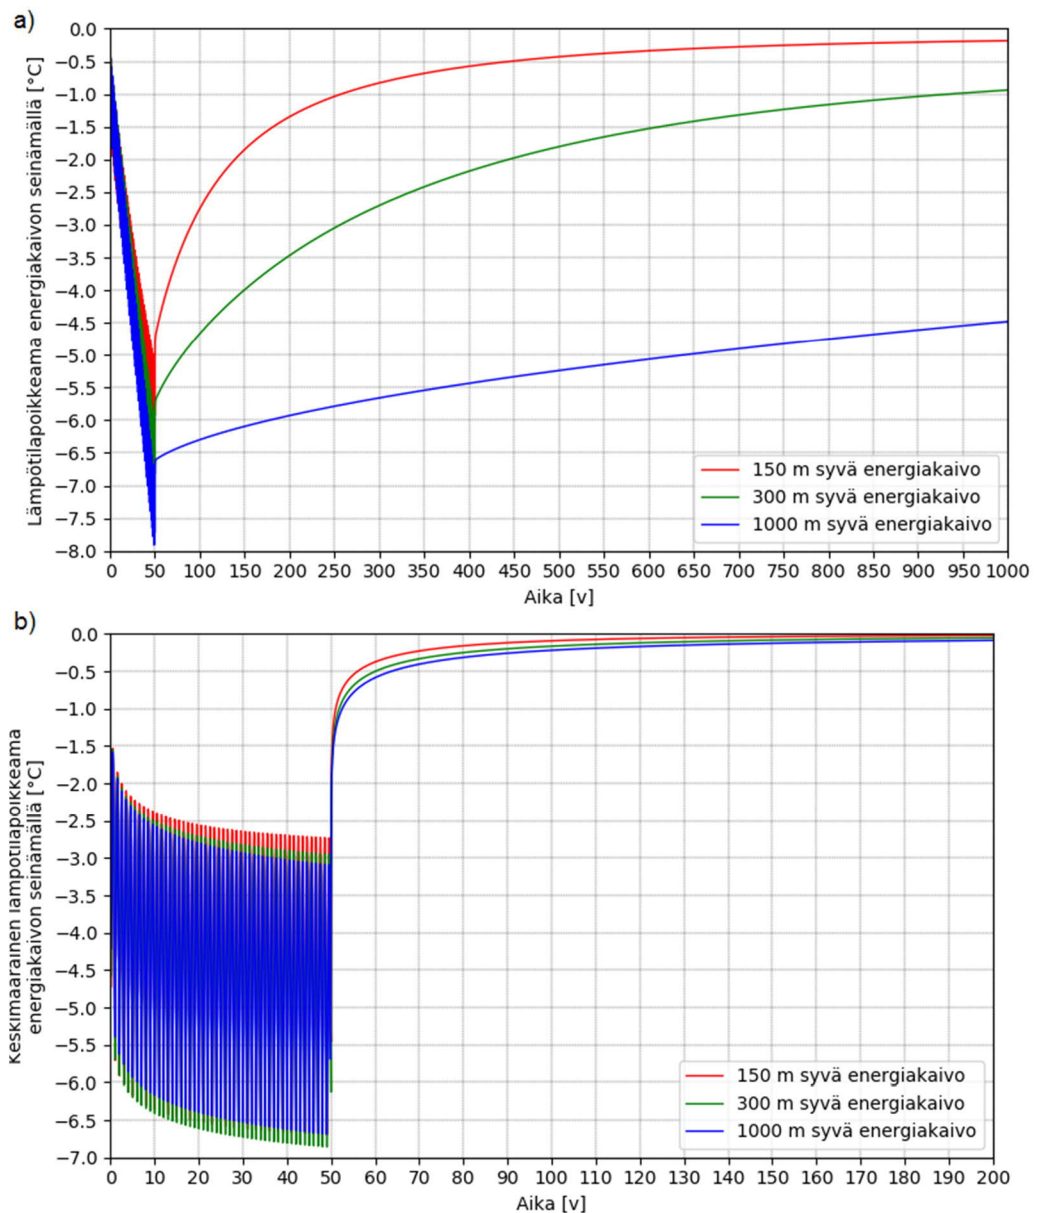 a)
Lämpötilapoikkeama energiakaivon seinämällä [°C]
0.0
−0.5
−1.0
−1.5
−2.0
−2.5
−3.0
−3.5
−4.0
−4.5
−5.0
−5.5
−6.0
−6.5
−7.0
−7.5
−8.0
150 m syvä energiakaivo
300 m syvä energiakaivo
1000 m syvä energiakaivo
0 50 100 150 200 250 300 350 400 450 500 550 600 650 700 750 800 850 900 950 1000
Aika [v]
b)
Keskimaarainen lampotilapoikkeama
energiakaivon seinämällä [°C]
0.0
−0.5
−1.0
−1.5
−2.0
−2.5
−3.0
−3.5
−4.0
−4.5
−5.0
−5.5
−6.0
−6.5
−7.0
150 m syvä energiakaivo
300 m syvä energiakaivo
1000 m syvä energiakaivo
0 10 20 30 40 50 60 70 80 90 100 110 120 130 140 150 160 170 180 190 200
Aika [v]